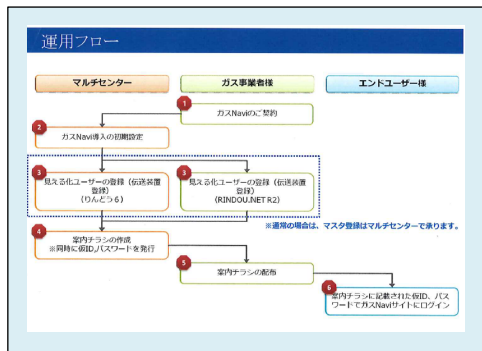 運用フロー
マルチセンター
ガス事業者様
エンドユーザー様
1
ガスNaviのご契約
2
ガスNavi導入の初期設定
3
見える化ユーザーの登録（伝送装置
登録）
(りんどう６)
3
見える化ユーザーの登録（伝送装置
登録）
(RINDOU.NET R2)
※通常の場合は、マスタ登録はマルチセンターで承ります。
4
案内チラシの作成
※同時に仮ID,パスワードを発行
5
案内チラシの配布
6
案内チラシに記載された仮ID、パス
ワードでガスNaviサイトにログイン